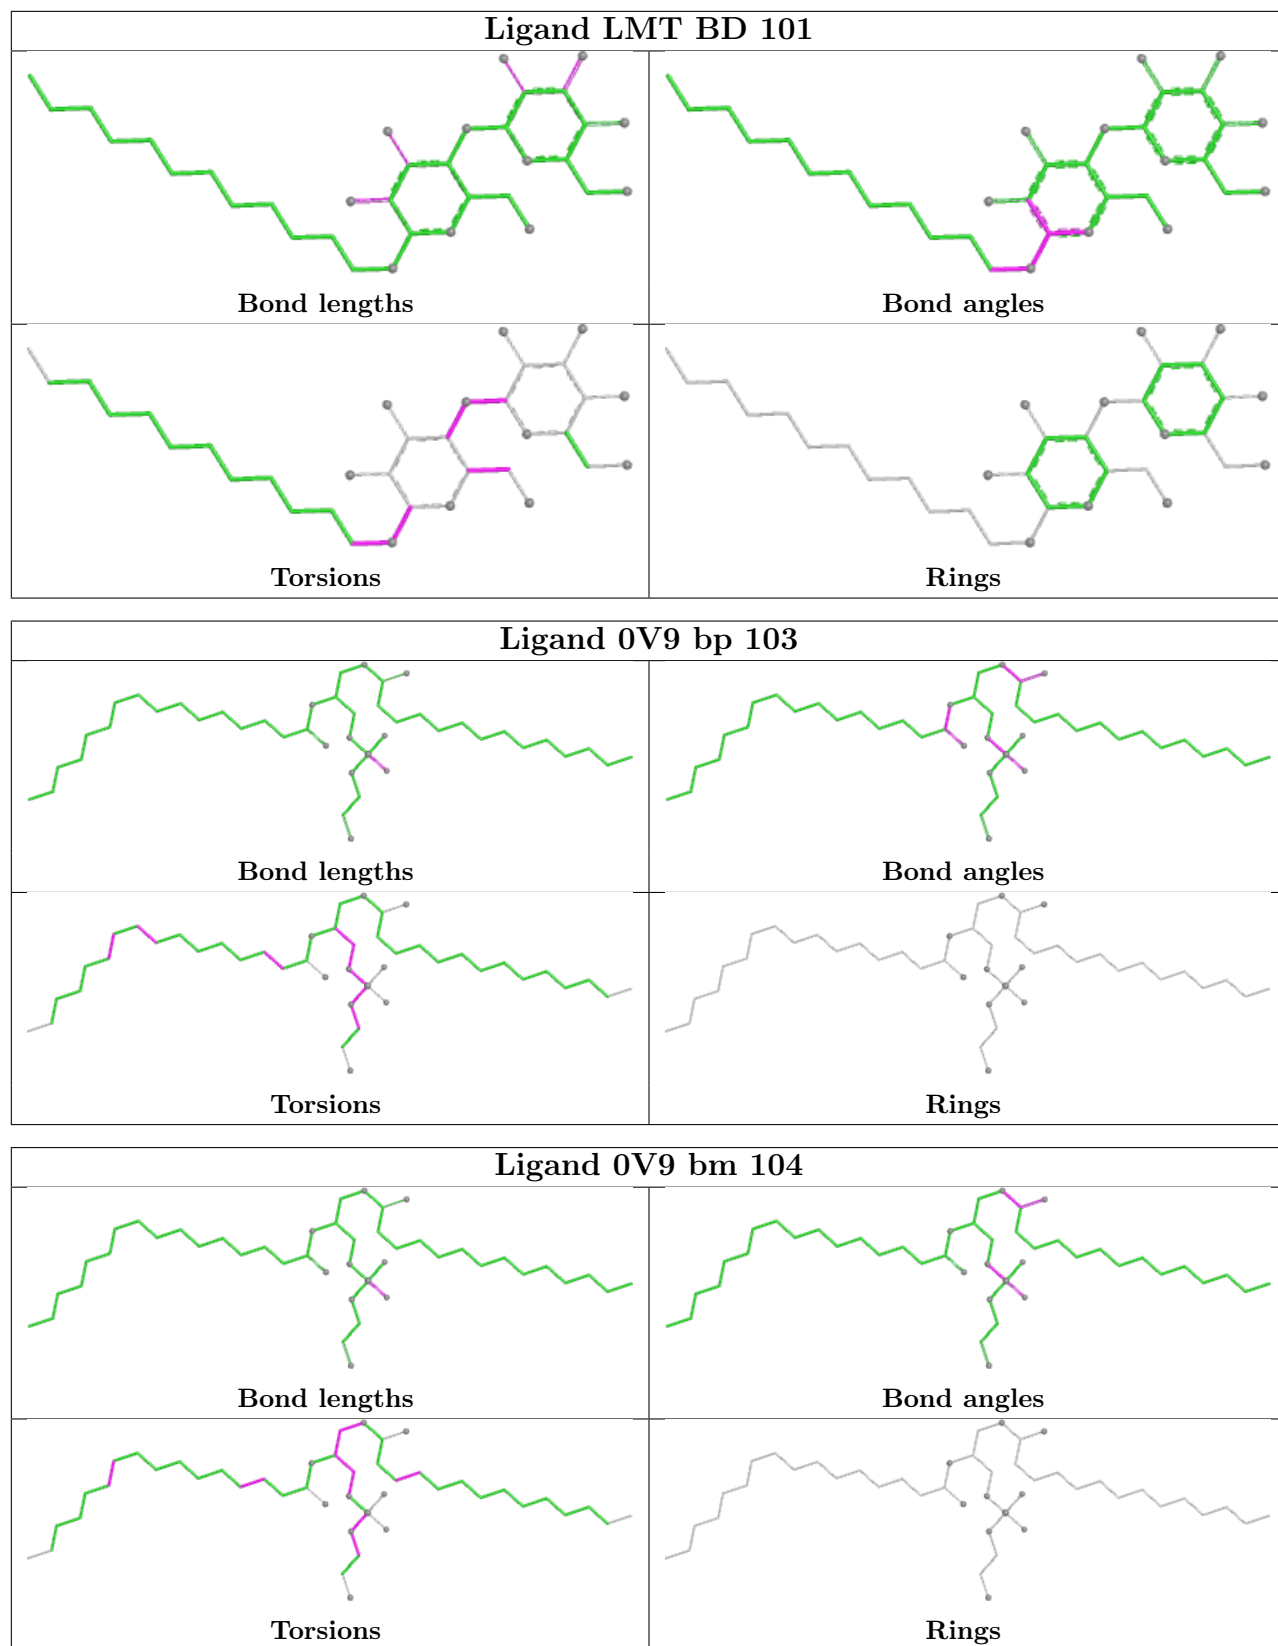 Ligand LMT BD 101
Bond lengths
Bond angles
Torsions
Rings
Ligand 0V9 bp 103
Bond lengths
Bond angles
Torsions
Rings
Ligand 0V9 bm 104
Bond lengths
Bond angles
Torsions
Rings